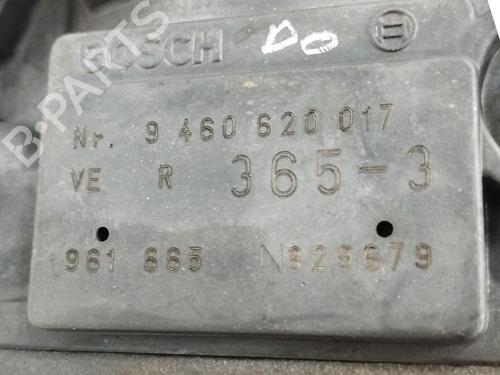 BOSCH DO
Nr. 9 460 620 017
VE R 365-3
961 665 N929679
B-PARTS